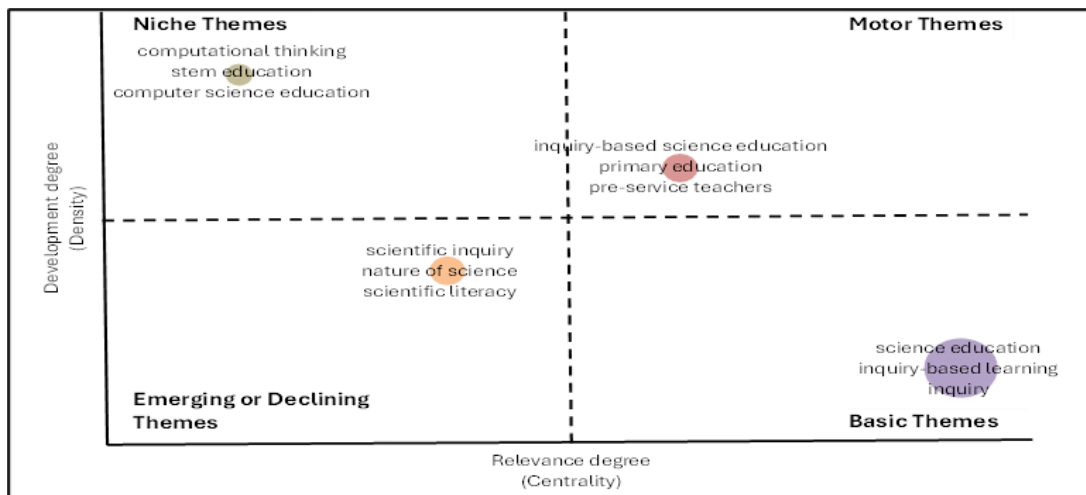 Niche Themes
Motor Themes
computational thinking
stem education
computer science education
inquiry-based science education
primary education
pre-service teachers
Development degree
(Density)
scientific inquiry
nature of science
scientific literacy
science education
inquiry-based learning
inquiry
Emerging or Declining
Themes
Basic Themes
Relevance degree
(Centrality)